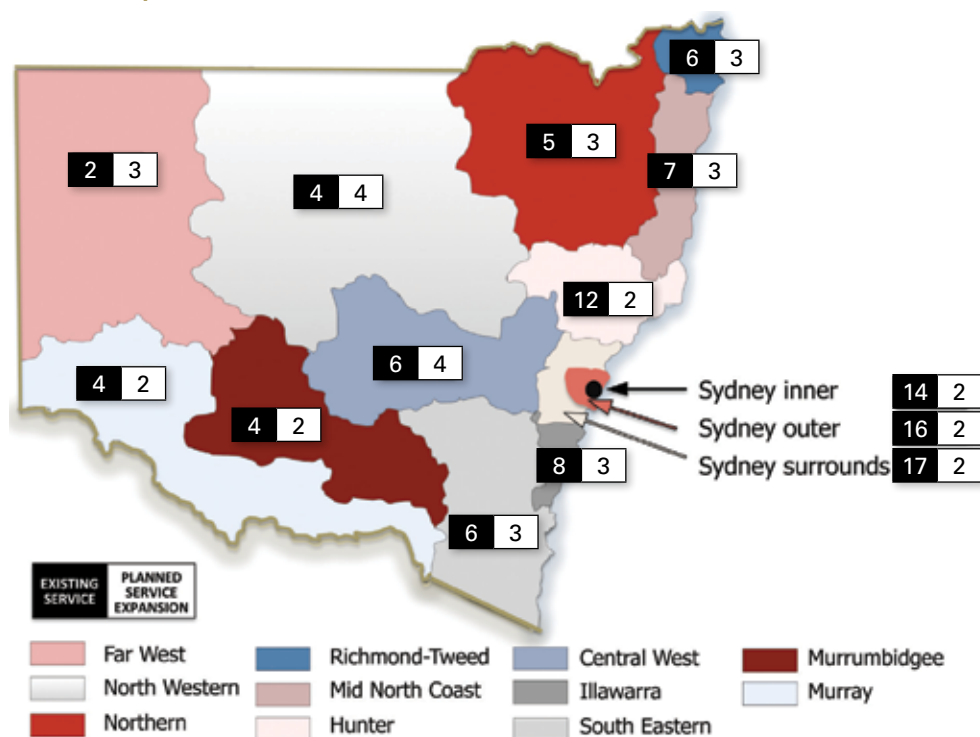 6 3
5 3
2 3
7 3
4 4
12 2
6 4
4 2
Sydney inner 14 2
4 2
Sydney outer 16 2
8 3
Sydney surrounds 17 2
6 3
EXISTING SERVICE
PLANNED SERVICE EXPANSION
Far West
Richmond-Tweed
Central West
Murrumbidgee
North Western
Mid North Coast
Illawarra
Murray
Northern
Hunter
South Eastern